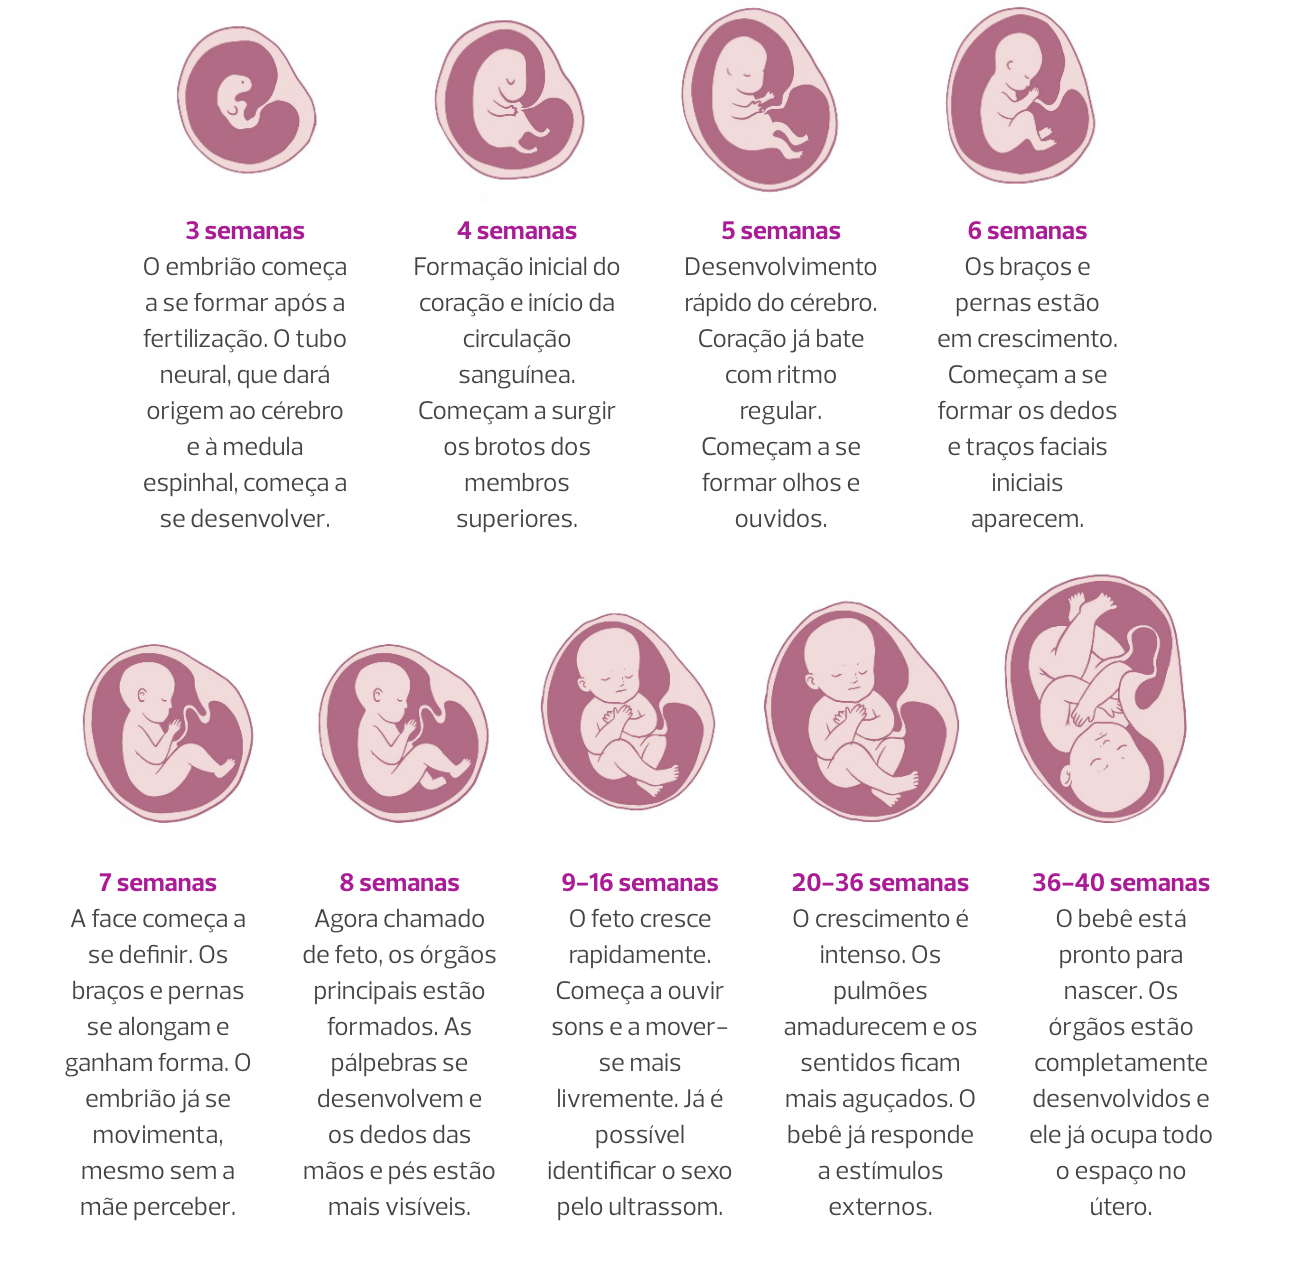 3 semanas
O embrião começa
a se formar após a
fertilização. O tubo
neural, que dará
origem ao cérebro
e à medula
espinhal, começa a
se desenvolver.
4 semanas
Formação inicial do
coração e início da
circulação
sanguínea.
Começam a surgir
os brotos dos
membros
superiores.
5 semanas
Desenvolvimento
rápido do cérebro.
Coração já bate
com ritmo
regular.
Começam a se
formar olhos e
ouvidos.
6 semanas
Os braços e
pernas estão
em crescimento.
Começam a se
formar os dedos
e traços faciais
iniciais
aparecem.
7 semanas
A face começa a
se definir. Os
braços e pernas
se alongam e
ganham forma. O
embrião já se
movimenta,
mesmo sem a
mãe perceber.
8 semanas
Agora chamado
de feto, os órgãos
principais estão
formados. As
pálpebras se
desenvolvem e
os dedos das
mãos e pés estão
mais visíveis.
9-16 semanas
O feto cresce
rapidamente.
Começa a ouvir
sons e a mover-
se mais
livremente. Já é
possível
identificar o sexo
pelo ultrassom.
20-36 semanas
O crescimento é
intenso. Os
pulmões
amadurecem e os
sentidos ficam
mais aguçados. O
bebê já responde
a estímulos
externos.
36-40 semanas
O bebê está
pronto para
nascer. Os
órgãos estão
completamente
desenvolvidos e
ele já ocupa todo
o espaço no
útero.